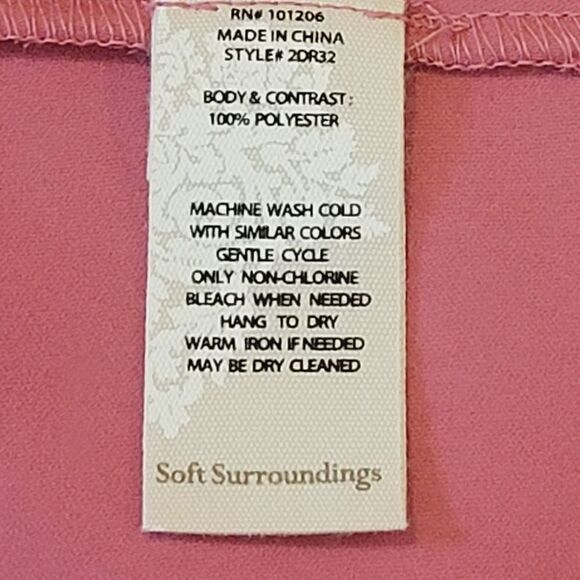 RN# 101206
MADE IN CHINA
STYLE# 2DR32
BODY & CONTRAST:
100% POLYESTER
MACHINE WASH COLD
WITH SIMILAR COLORS
GENTLE CYCLE
ONLY NON-CHLORINE
BLEACH WHEN NEEDED
HANG TO DRY
WARM IRON IF NEEDED
MAY BE DRY CLEANED
Soft Surroundings